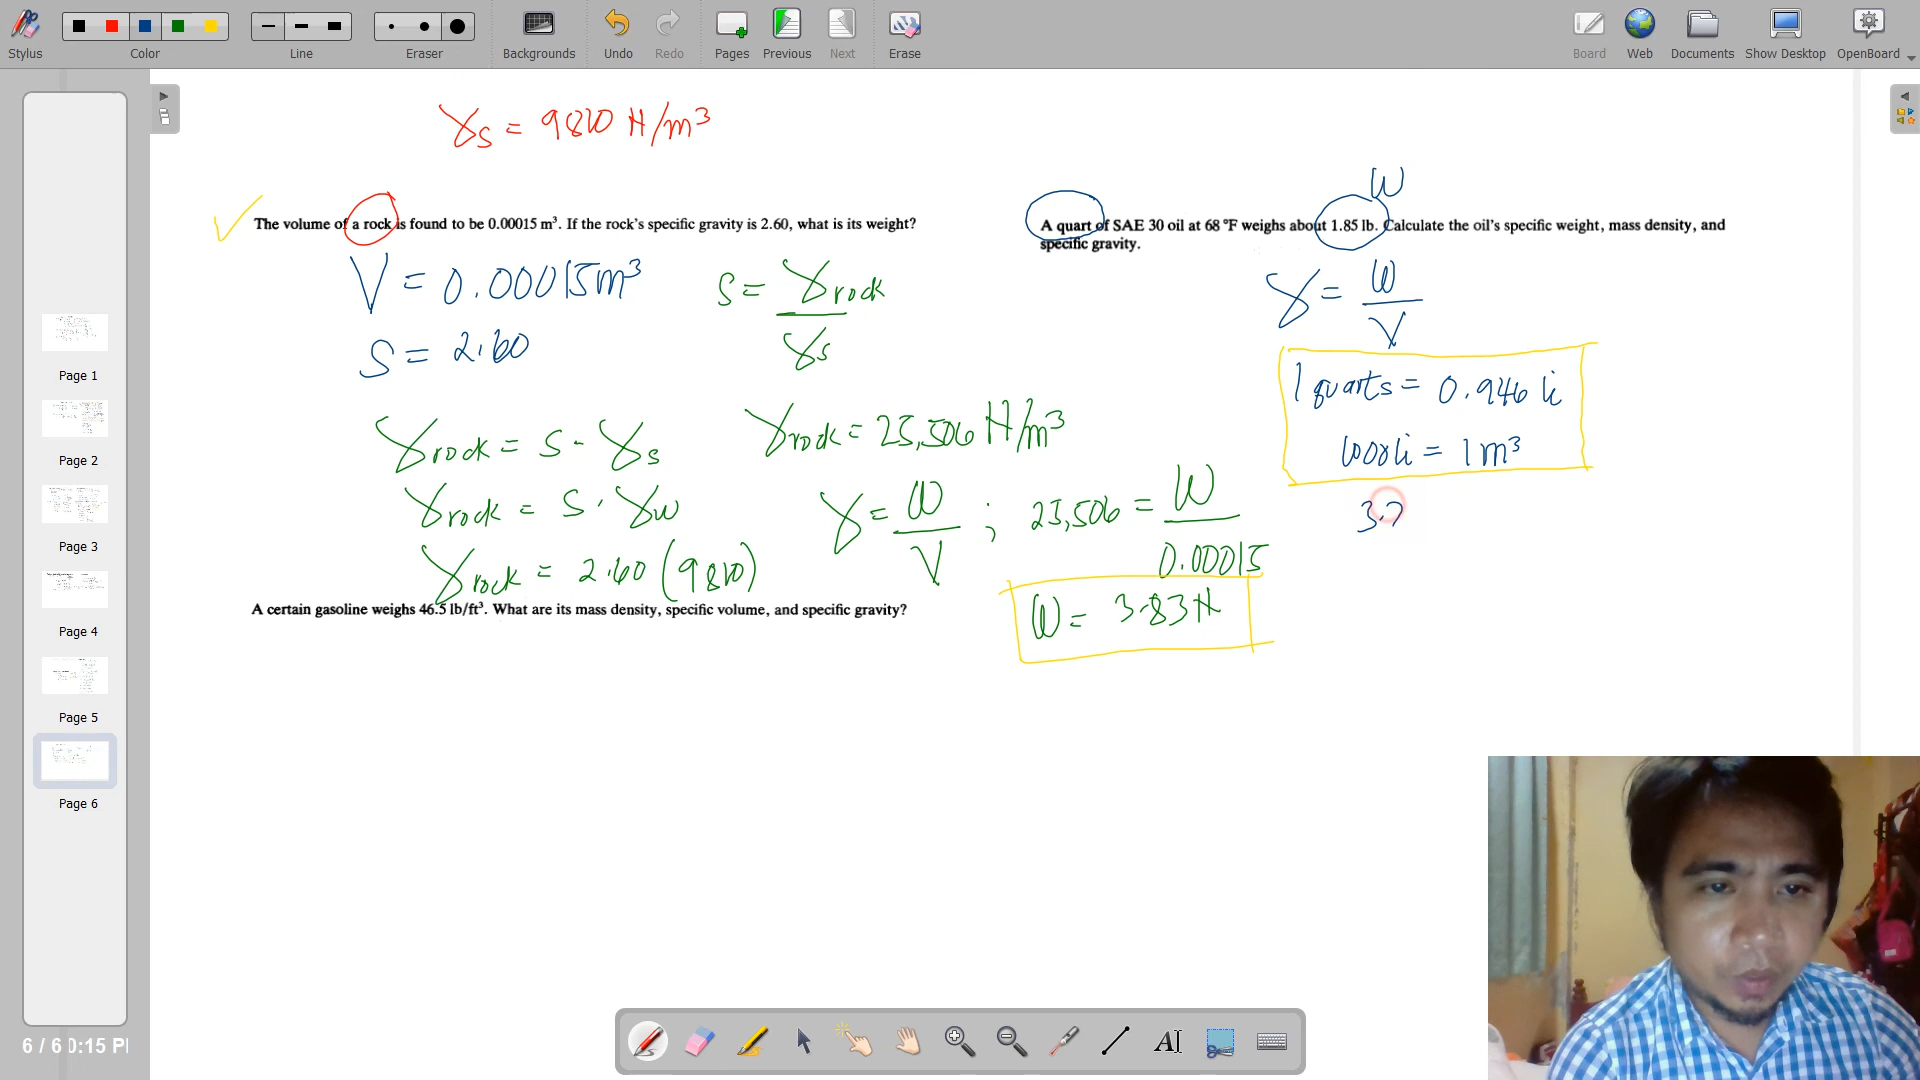 Stylus
Color
Line
Eraser
Backgrounds
Undo
Redo
Pages
Previous
Next
Erase
Board
Web
Documents
Show Desktop
OpenBoard
γs = 9810 N/m³
The volume of a rock is found to be 0.00015 m³. If the rock's specific gravity is 2.60, what is its weight?
V = 0.00015 m³
S = 2.60
S = γrock / γs
γrock = S · γs
γrock = S · γw
γrock = 2.60 (9810)
γrock = 25,506 N/m³
γ = W / V ; 25,506 = W / 0.00015
W = 3.83 N
A certain gasoline weighs 46.5 lb/ft³. What are its mass density, specific volume, and specific gravity?
W
A quart of SAE 30 oil at 68 °F weighs about 1.85 lb. Calculate the oil's specific weight, mass density, and
specific gravity.
γ = W / V
1 quarts = 0.946 li
1000 li = 1 m³
3.7
Page 1
Page 2
Page 3
Page 4
Page 5
Page 6
6 / 6
0:15 P